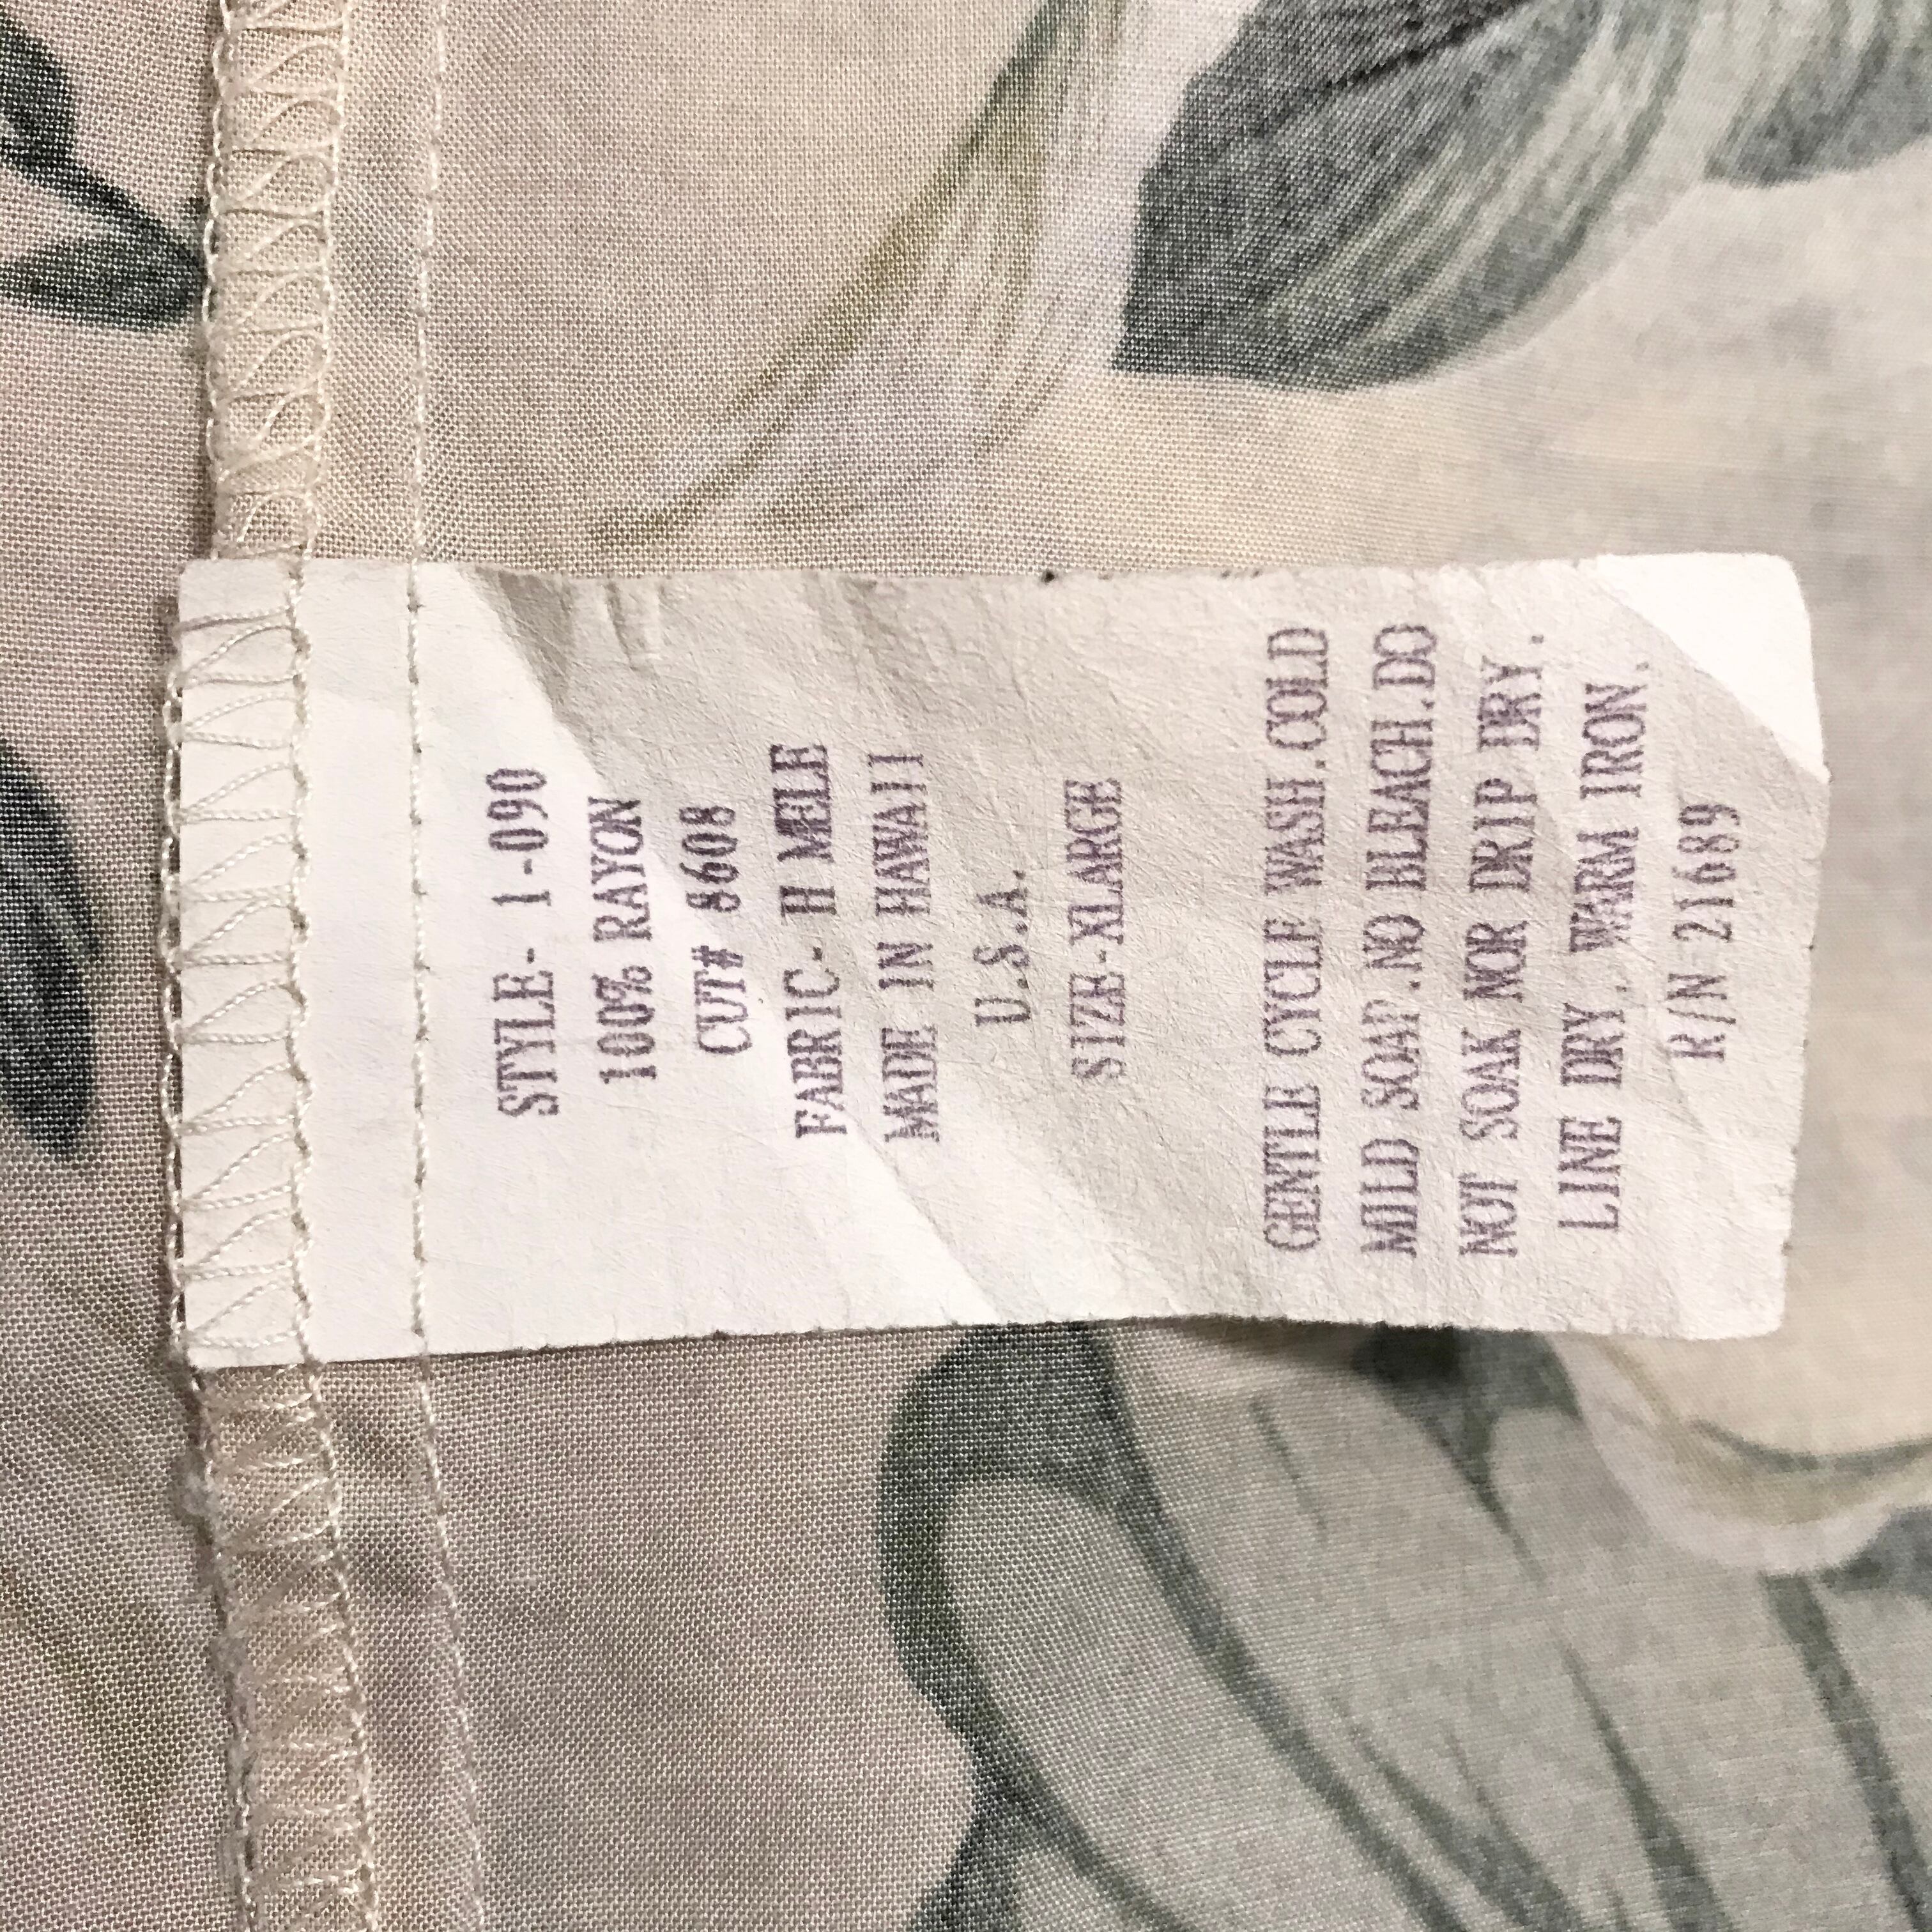 STYLE- 1-090
100% RAYON
CUT# 8608
FABRIC- H MELE
MADE IN HAWAII
U.S.A.
SIZE-XLARGE
GENTLE CYCLE WASH.COLD
MILD SOAP.NO BLEACH.DO
NOT SOAK NOR DRIP DRY.
LINE DRY. WARM IRON.
R/N 21689